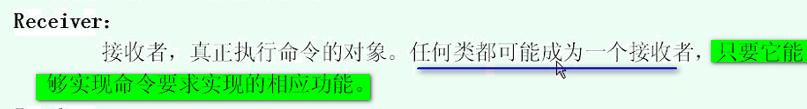 Receiver：
接收者，真正执行命令的对象。任何类都可能成为一个接收者，只要它能
够实现命令要求实现的相应功能。